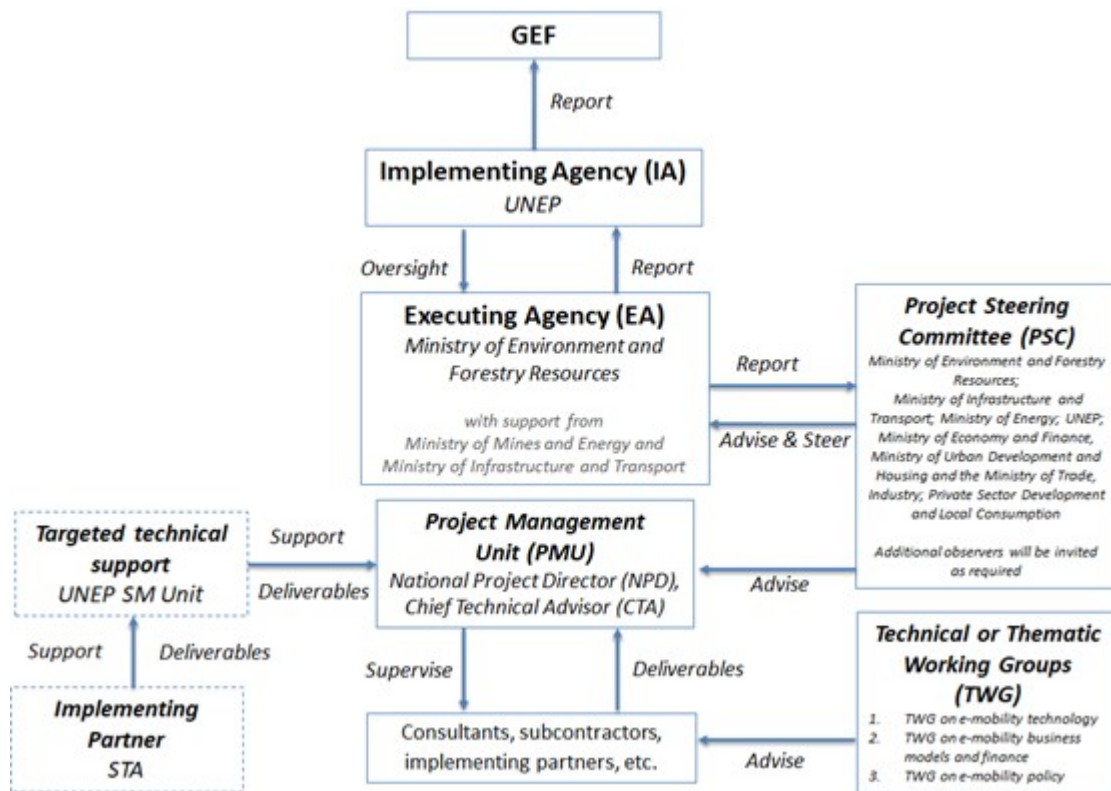 GEF
Report
Implementing Agency (IA)
UNEP
Oversight
Report
Executing Agency (EA)
Ministry of Environment and
Forestry Resources
with support from
Ministry of Mines and Energy and
Ministry of Infrastructure and Transport
Report
Advise & Steer
Project Steering
Committee (PSC)
Ministry of Environment and Forestry
Resources;
Ministry of Infrastructure and
Transport; Ministry of Energy; UNEP;
Ministry of Economy and Finance,
Ministry of Urban Development and
Housing and the Ministry of Trade,
Industry; Private Sector Development
and Local Consumption
Additional observers will be invited
as required
Targeted technical
support
UNEP SM Unit
Support
Deliverables
Project Management
Unit (PMU)
National Project Director (NPD),
Chief Technical Advisor (CTA)
Advise
Support
Deliverables
Implementing
Partner
STA
Supervise
Deliverables
Consultants, subcontractors,
implementing partners, etc.
Advise
Technical or Thematic
Working Groups
(TWG)
1. TWG on e-mobility technology
2. TWG on e-mobility business
models and finance
3. TWG on e-mobility policy